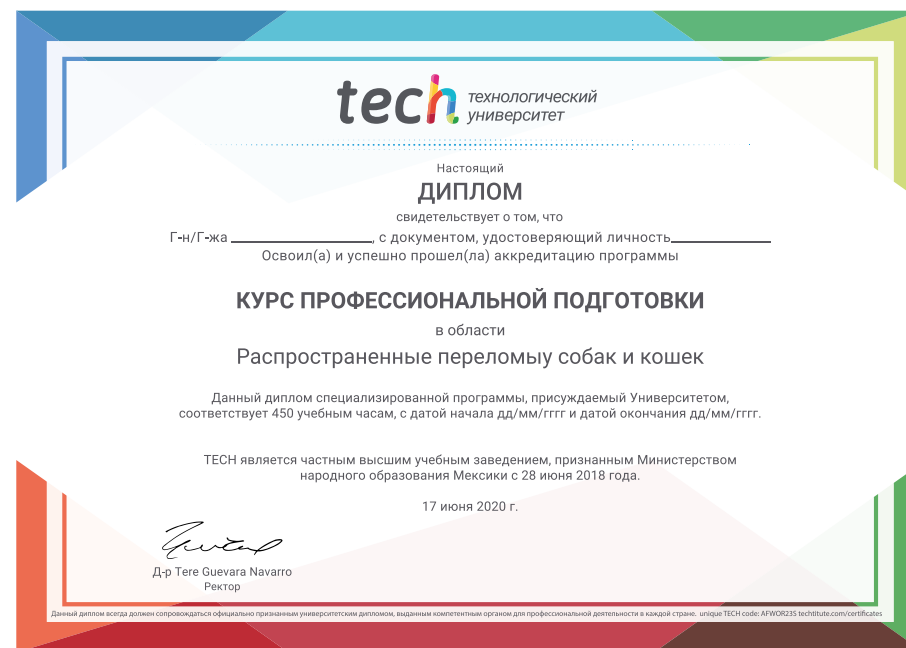 tech технологический
университет
Настоящий
ДИПЛОМ
свидетельствует о том, что
Г-н/Г-жа ____________________, с документом, удостоверяющий личность______________
Освоил(а) и успешно прошел(ла) аккредитацию программы
КУРС ПРОФЕССИОНАЛЬНОЙ ПОДГОТОВКИ
в области
Распространенные переломыу собак и кошек
Данный диплом специализированной программы, присуждаемый Университетом,
соответствует 450 учебным часам, с датой начала дд/мм/гггг и датой окончания дд/мм/гггг.
TECH является частным высшим учебным заведением, признанным Министерством
народного образования Мексики с 28 июня 2018 года.
17 июня 2020 г.
Д-р Tere Guevara Navarro
Ректор
Данный диплом всегда должен сопровождаться официально признанным университетским дипломом, выданным компетентным органом для профессиональной деятельности в каждой стране. unique TECH code: AFWOR23S techtitute.com/certificates